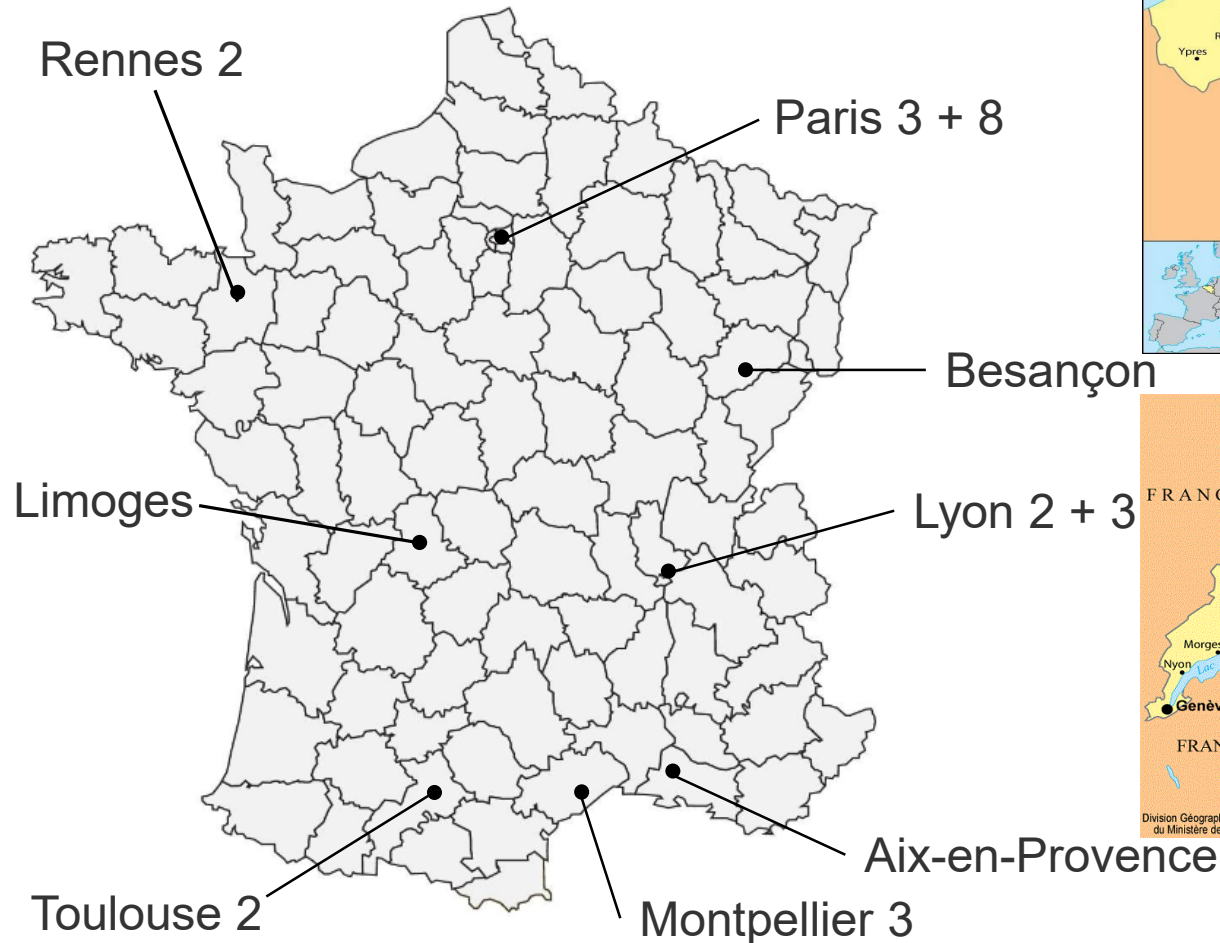 Rennes 2
Paris 3 + 8
Besançon
Limoges
Lyon 2 + 3
Aix-en-Provence
Toulouse 2
Montpellier 3
Ypres
Morges
Nyon
Lac